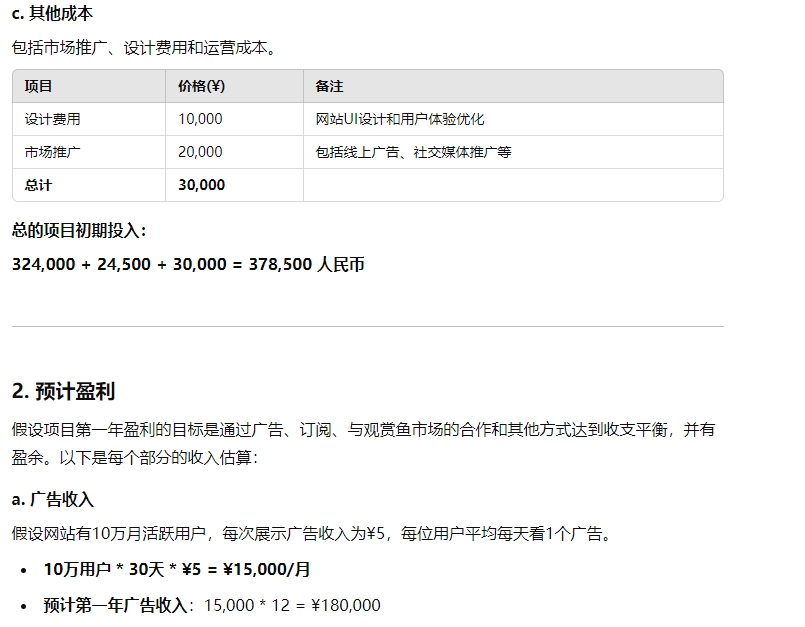 c. 其他成本
包括市场推广、设计费用和运营成本。
项目 价格(¥) 备注
设计费用 10,000 网站UI设计和用户体验优化
市场推广 20,000 包括线上广告、社交媒体推广等
总计 30,000
总的项目初期投入：
324,000 + 24,500 + 30,000 = 378,500 人民币
2. 预计盈利
假设项目第一年盈利的目标是通过广告、订阅、与观赏鱼市场的合作和其他方式达到收支平衡，并有
盈余。以下是每个部分的收入估算：
a. 广告收入
假设网站有10万月活跃用户，每次展示广告收入为¥5，每位用户平均每天看1个广告。
• 10万用户 * 30天 * ¥5 = ¥15,000/月
• 预计第一年广告收入：15,000 * 12 = ¥180,000